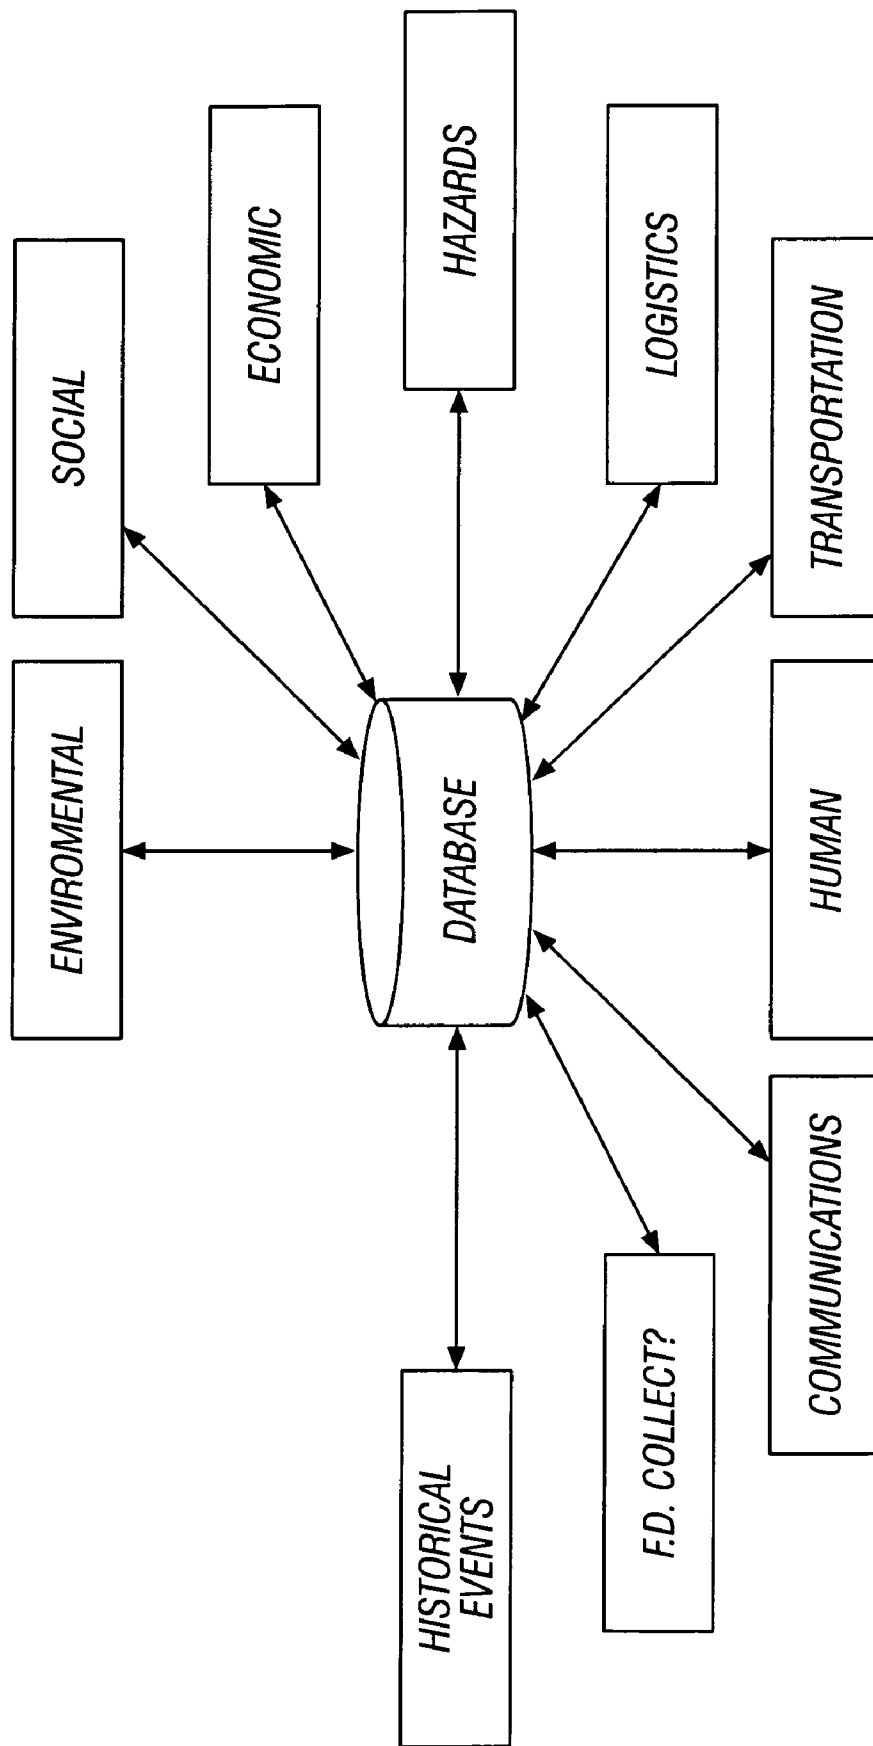 ENVIROMENTAL
SOCIAL
ECONOMIC
HISTORICAL
EVENTS
DATABASE
HAZARDS
F.D. COLLECT?
LOGISTICS
COMMUNICATIONS
HUMAN
TRANSPORTATION